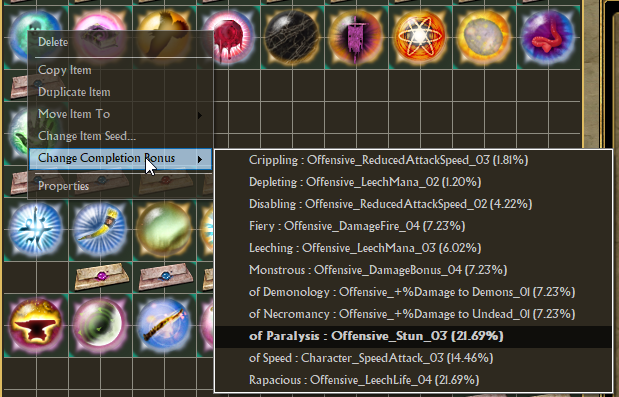 Delete
Copy Item
Duplicate Item
Move Item To
Change Item Seed...
Change Completion Bonus
Properties
Crippling : Offensive_ReducedAttackSpeed_03 (1.81%)
Depleting : Offensive_LeechMana_02 (1.20%)
Disabling : Offensive_ReducedAttackSpeed_02 (4.22%)
Fiery : Offensive_DamageFire_04 (7.23%)
Leeching : Offensive_LeechMana_03 (6.02%)
Monstrous : Offensive_DamageBonus_04 (7.23%)
of Demonology : Offensive_+%Damage to Demons_01 (7.23%)
of Necromancy : Offensive_+%Damage to Undead_01 (7.23%)
of Paralysis : Offensive_Stun_03 (21.69%)
of Speed : Character_SpeedAttack_03 (14.46%)
Rapacious : Offensive_LeechLife_04 (21.69%)